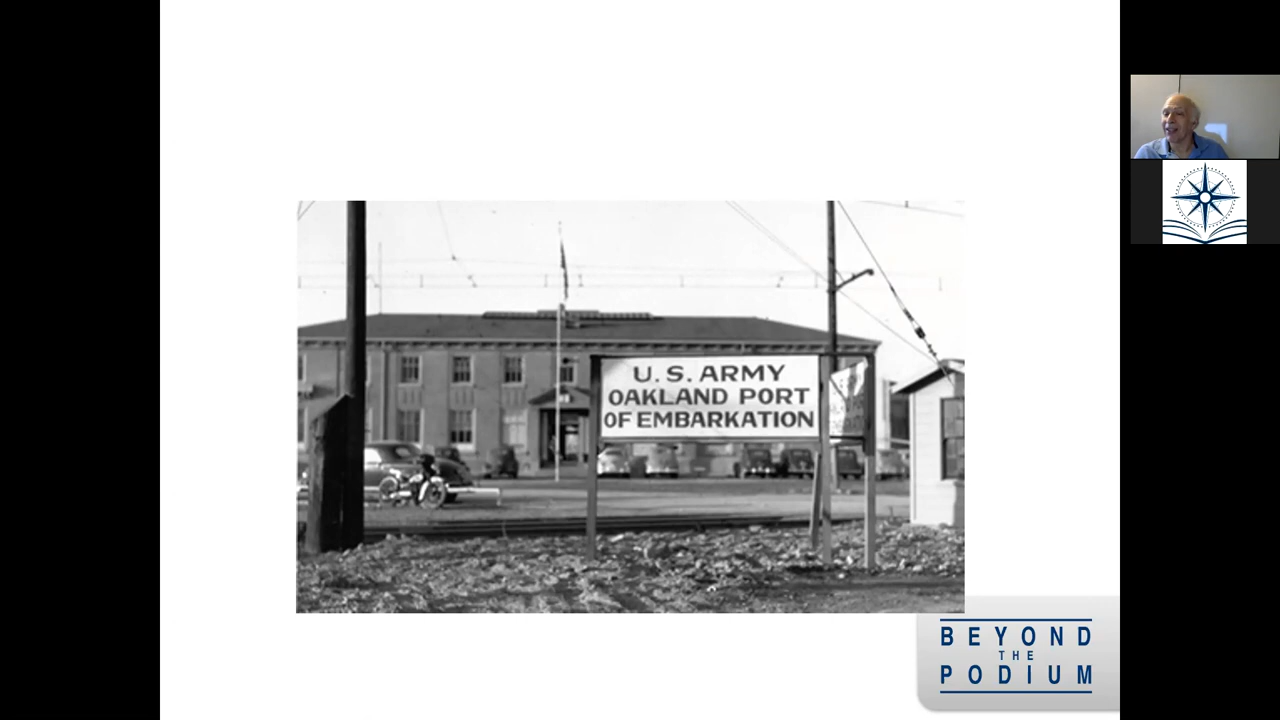 U. S. ARMY
OAKLAND PORT
OF EMBARKATION
BEYOND
THE
PODIUM